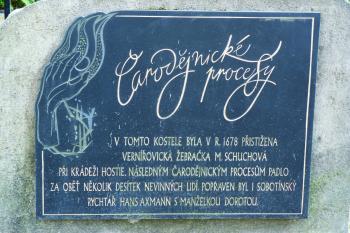 Čarodějnické
procesy
V TOMTO KOSTELE BYLA V R. 1678 PŘISTIŽENA
VERNÍŘOVICKÁ ŽEBRAČKA M. SCHUCHOVÁ
PŘI KRÁDEŽI HOSTIE. NÁSLEDNÝM ČARODĚJNICKÝM PROCESŮM PADLO
ZA OBĚŤ NĚKOLIK DESÍTEK NEVINNÝCH LIDÍ. POPRAVEN BYL I SOBOTÍNSKÝ
RYCHTÁŘ HANS AXMANN S MANŽELKOU DOROTOU.